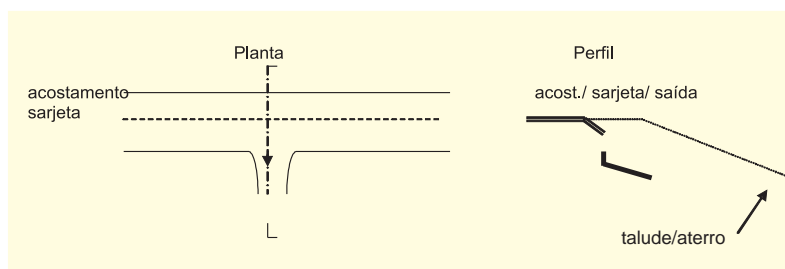 Planta
acostamento
sarjeta
Perfil
acost./ sarjeta/ saída
talude/aterro